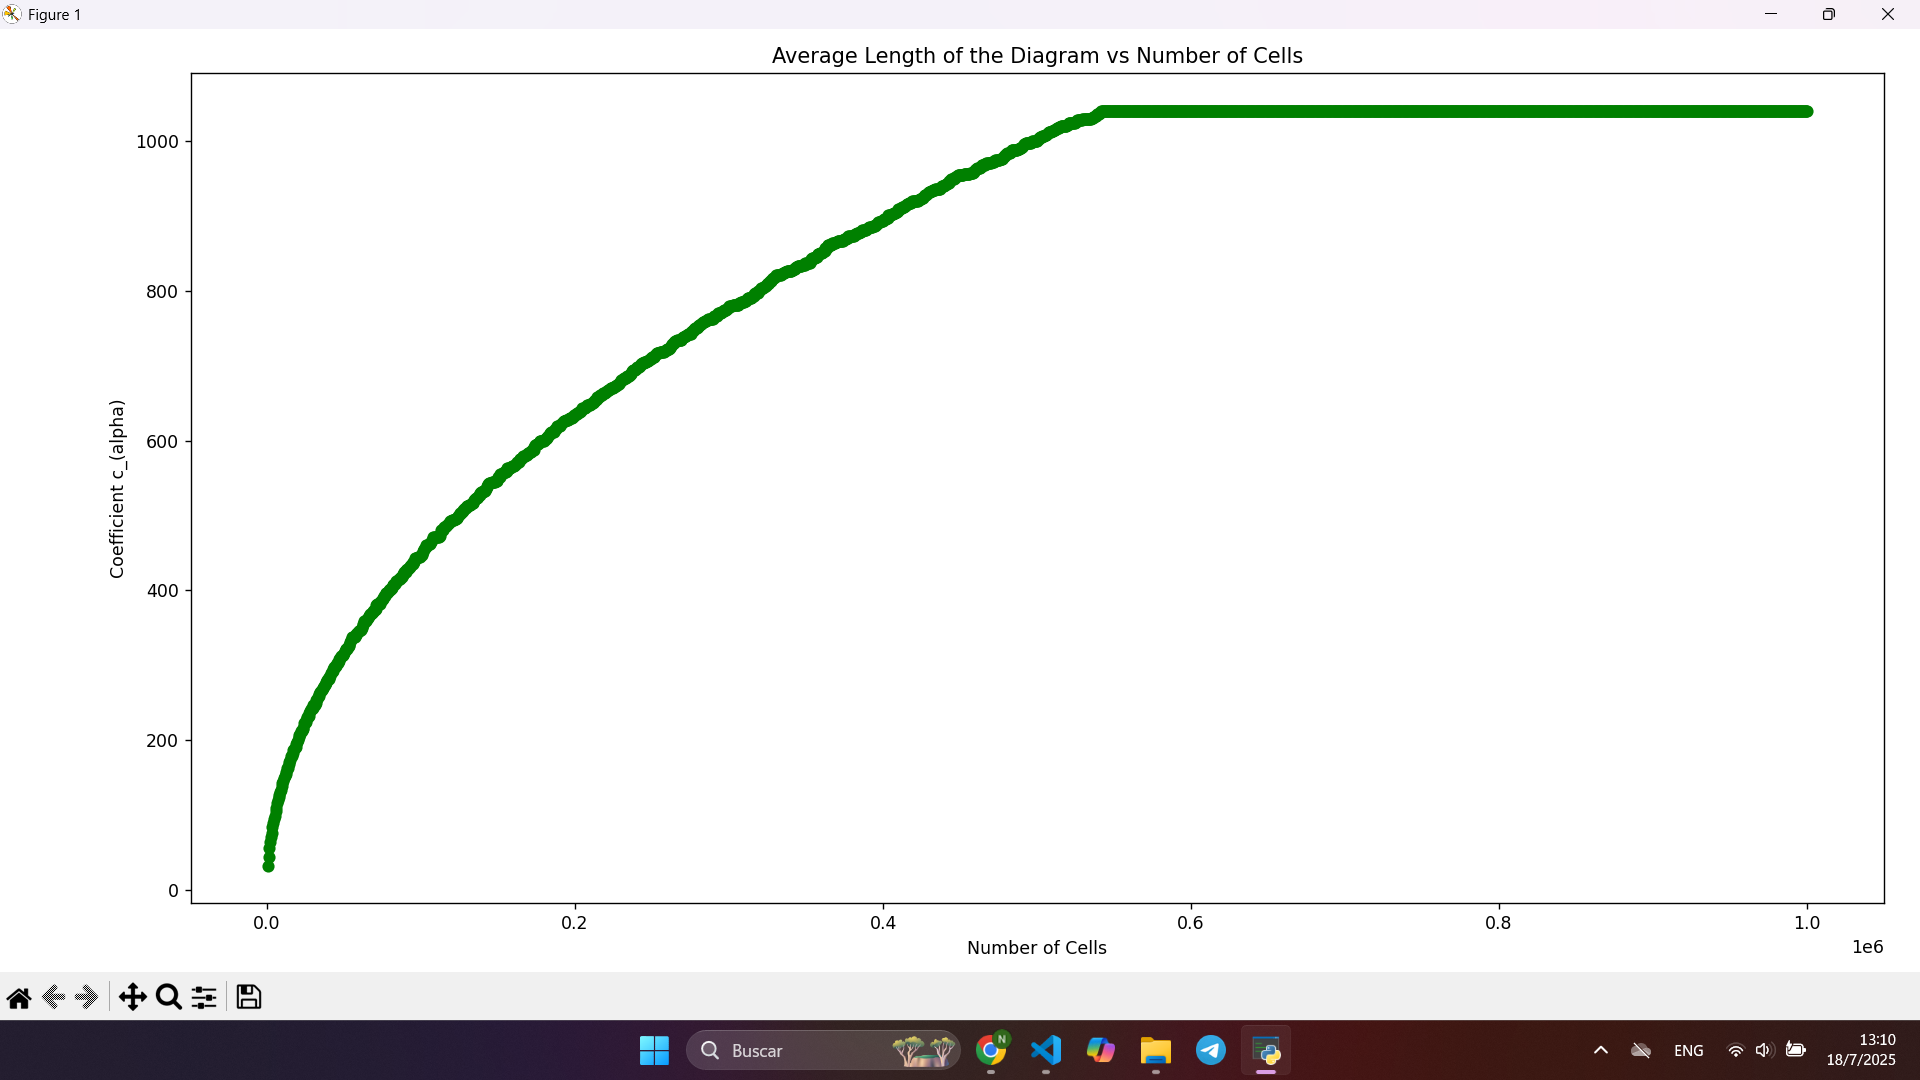 Figure 1
Average Length of the Diagram vs Number of Cells
1000
800
600
400
200
0
Coefficient c_(alpha)
0.0 0.2 0.4 0.6 0.8 1.0
1e6
Number of Cells
Buscar
N
ENG
13:10
18/7/2025